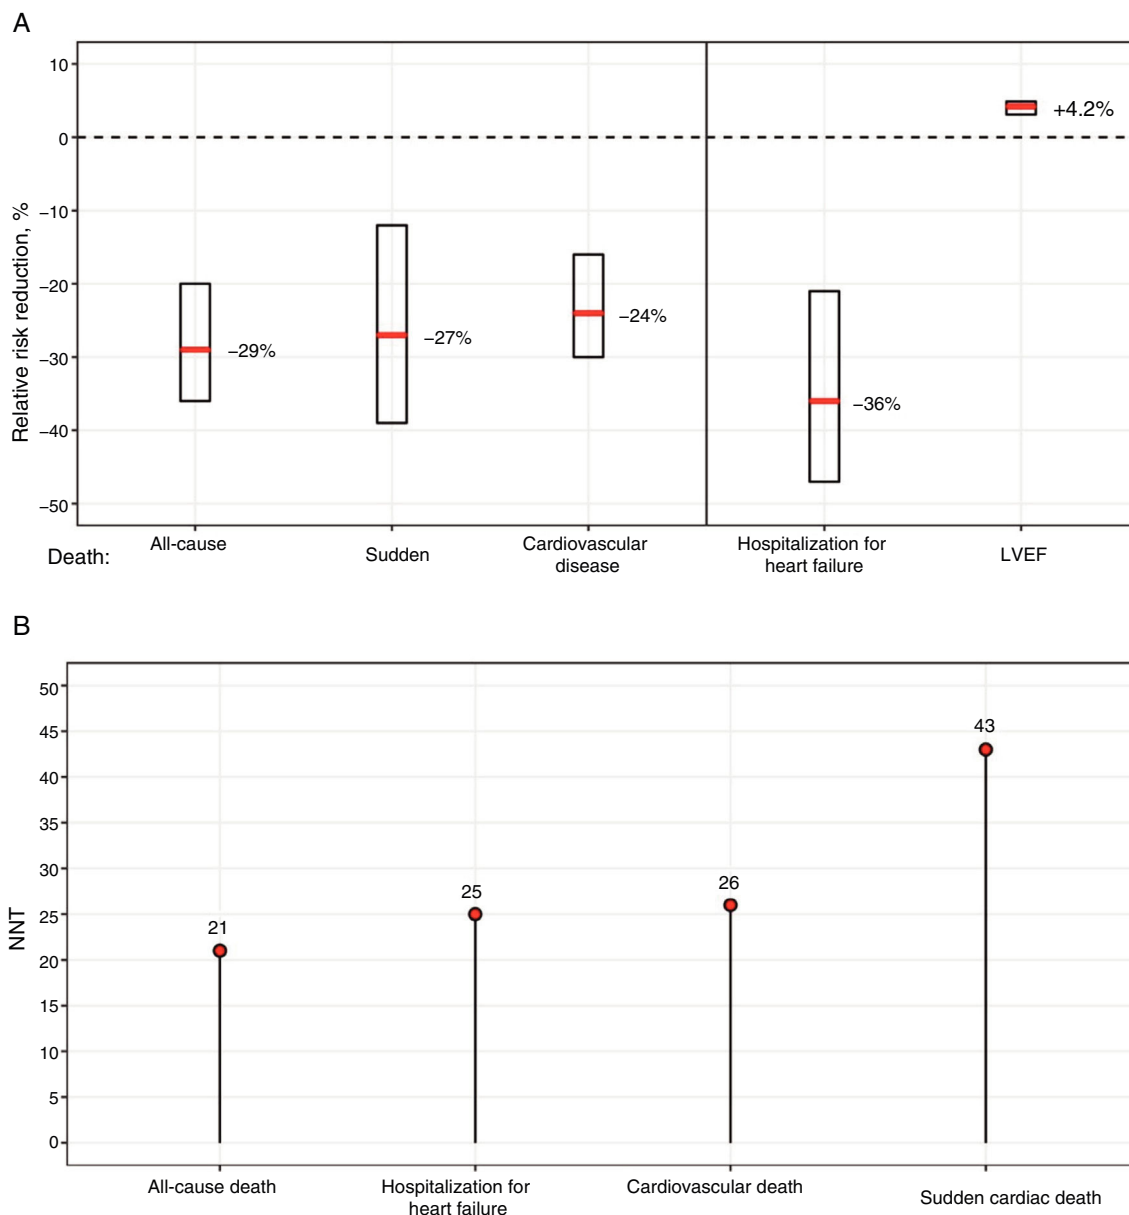 A
Relative risk reduction, %
10
0
−10
−20
−30
−40
−50
−29%
−27%
−24%
−36%
+4.2%
Death:
All-cause
Sudden
Cardiovascular
disease
Hospitalization for
heart failure
LVEF
B
NNT
50
45
40
35
30
25
20
15
10
5
0
21
25
26
43
All-cause death
Hospitalization for
heart failure
Cardiovascular death
Sudden cardiac death